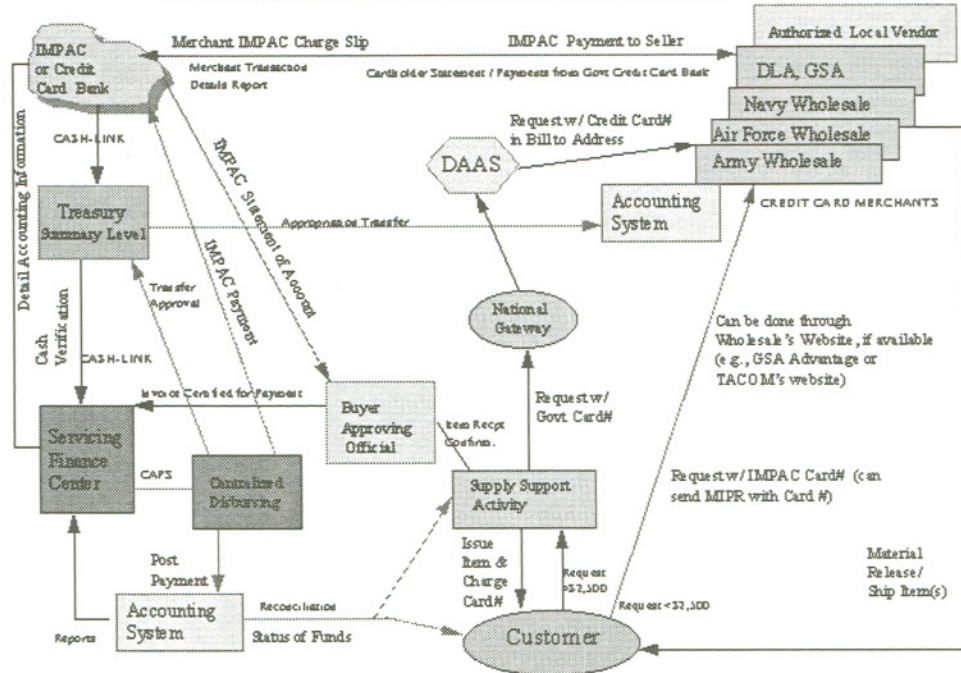 IMPAC
or Credit
Card Bank
Merchant IMPAC Charge Slip
IMPAC Payment to Seller
Merchant Transaction
Details Report
Cardholder Statement / Payments from Govt Credit Card Bank
Authorized Local Vendor
DLA, GSA
Navy Wholesale
Air Force Wholesale
Army Wholesale
CREDIT CARD MERCHANTS
Request w/ Credit Card#
in Bill to Address
DAAS
CASH-LINK
Detail Accounting Information
Treasury
Summary Level
Appropriation Transfer
Accounting
System
IMPAC Statement of Account
IMPAC Payment
Transfer
Approval
National
Gateway
Cash
Verification
CASH-LINK
Can be done through
Wholesale's Website, if available
(e.g., GSA Advantage or
TACOM's website)
Invoice Certified for Payment
Buyer
Approving
Official
Item Recpt
Confirm.
Request w/
Govt Card#
Servicing
Finance
Center
CAPS
Centralized
Disbursing
Supply Support
Activity
Request w/ IMPAC Card# (can
send MIPR with Card #)
Post
Payment
Issue
Item &
Charge
Card#
Request
>$2,500
Request <$2,500
Material
Release/
Ship Item(s)
Reports
Accounting
System
Reconciliation
Status of Funds
Customer